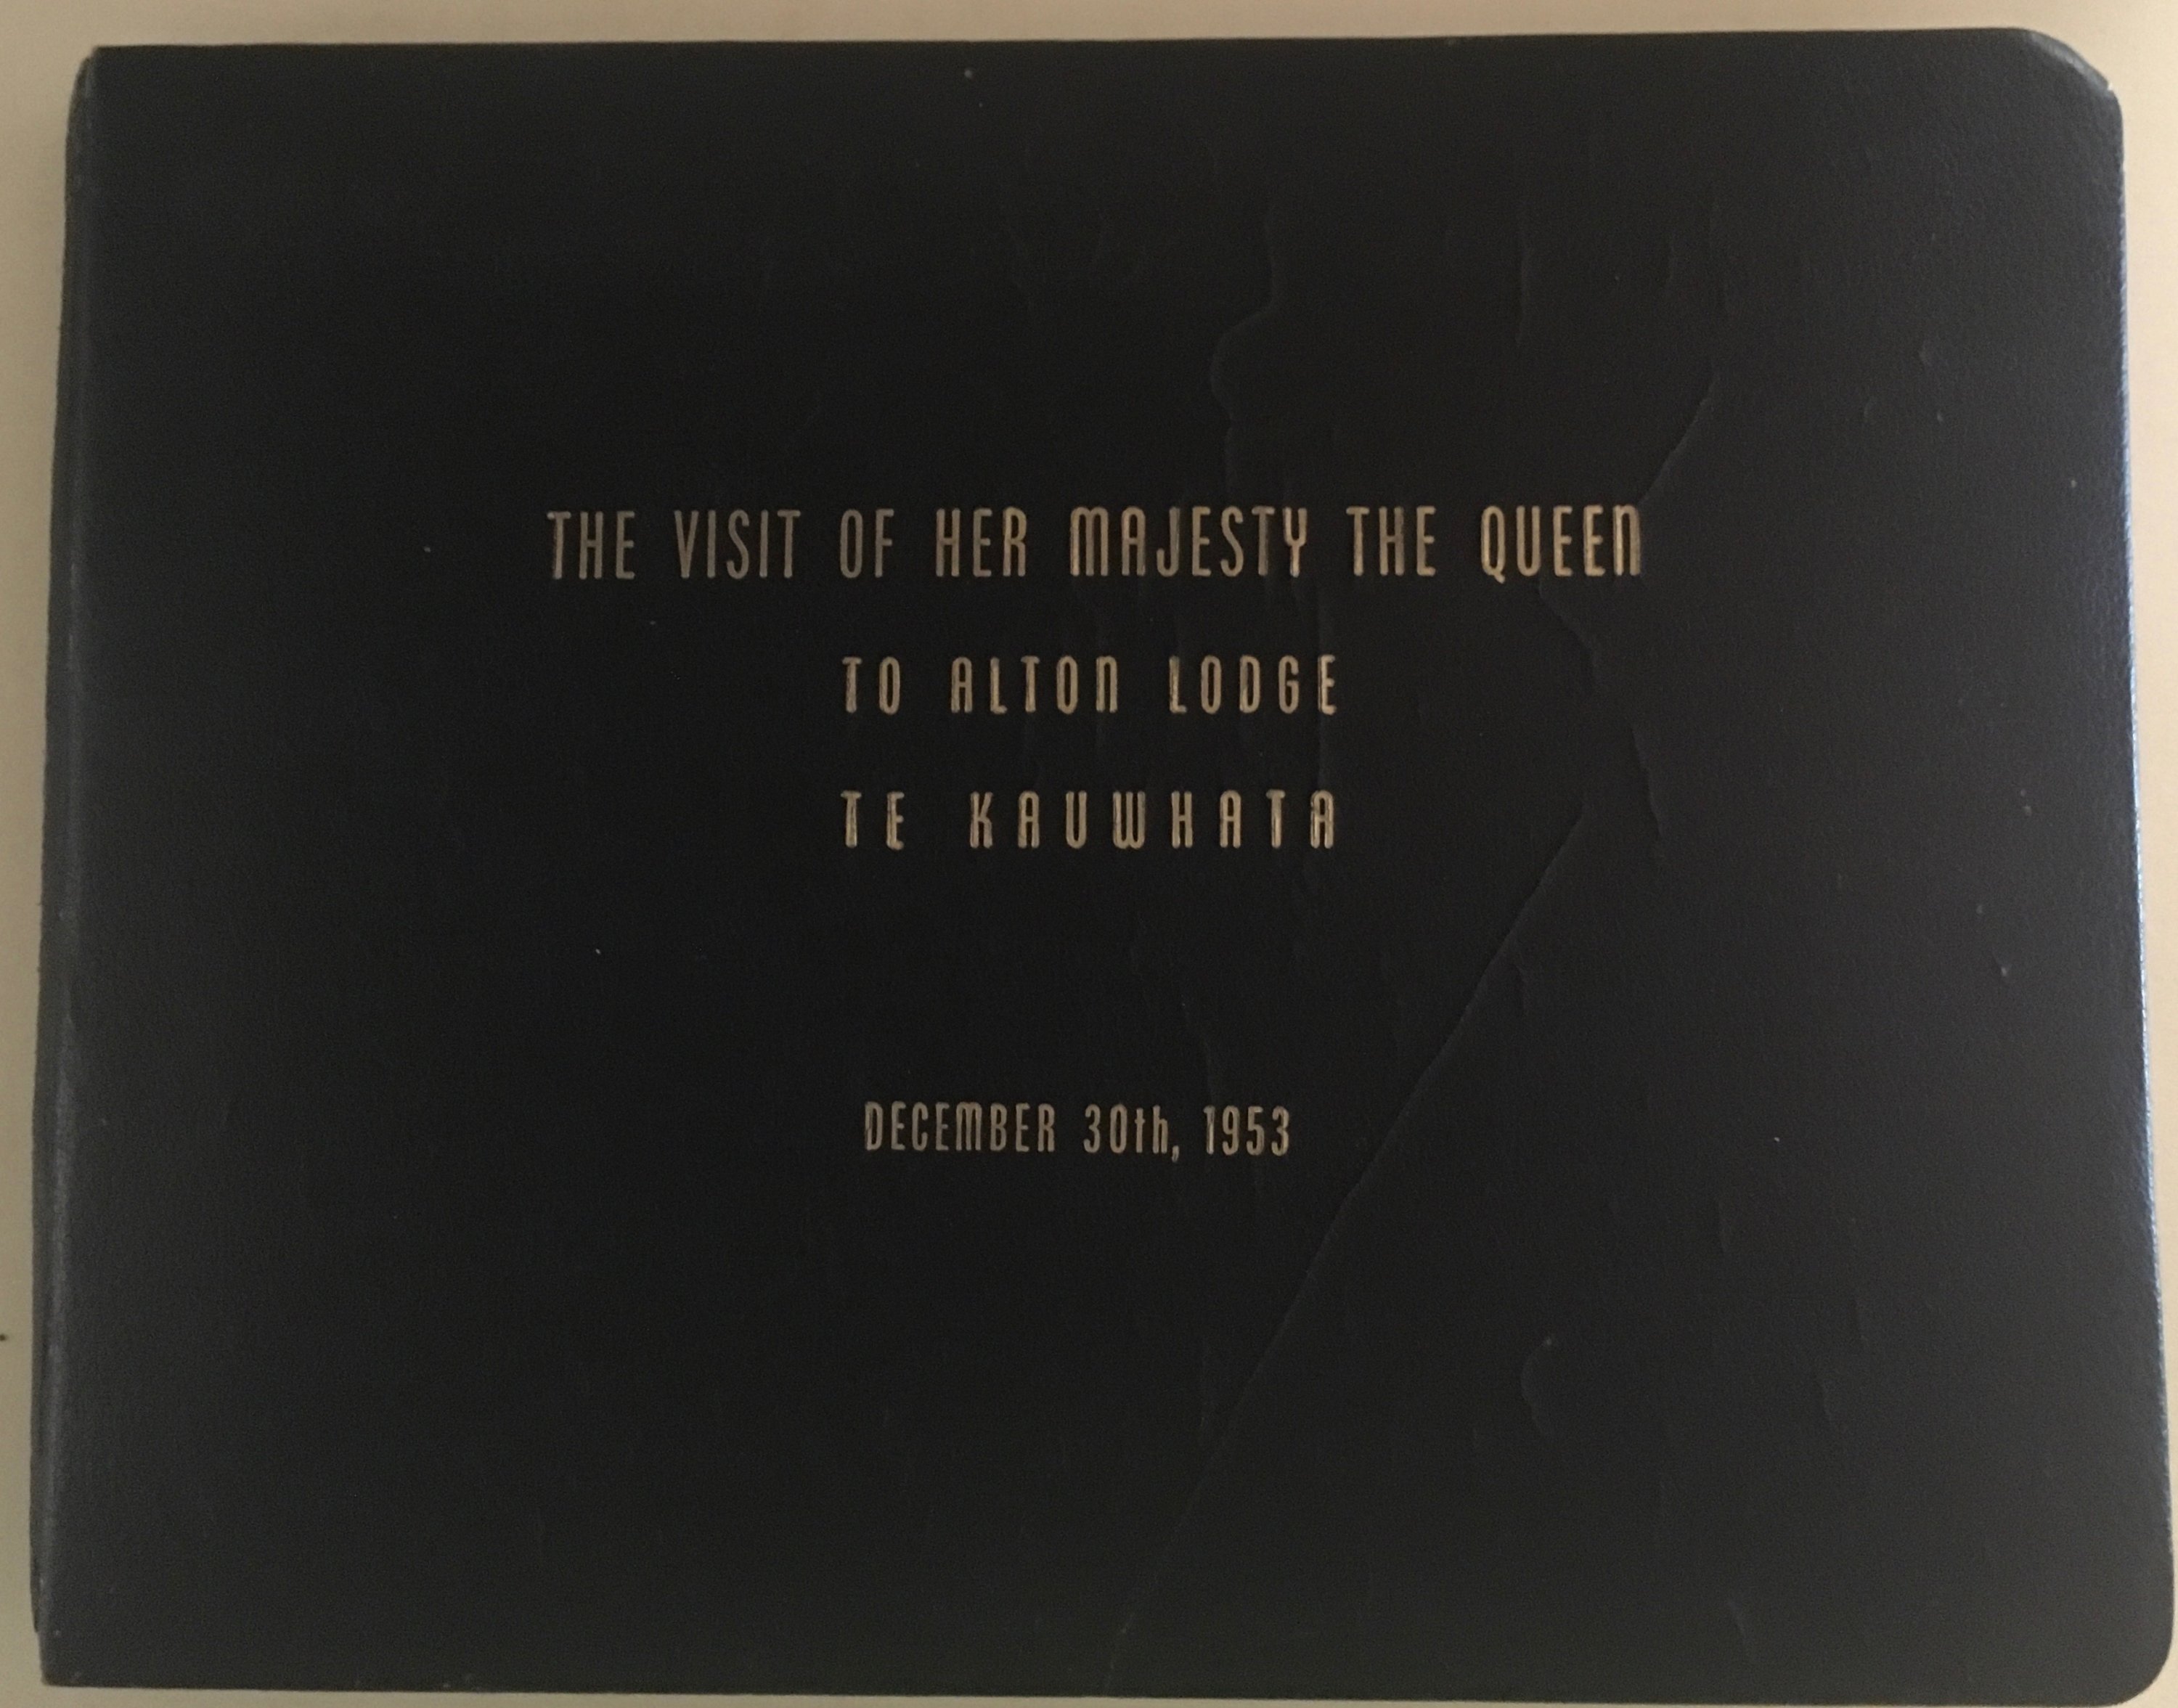 THE VISIT OF HER MAJESTY THE QUEEN
TO ALTON LODGE
TE KAUWHATA
DECEMBER 30th, 1953